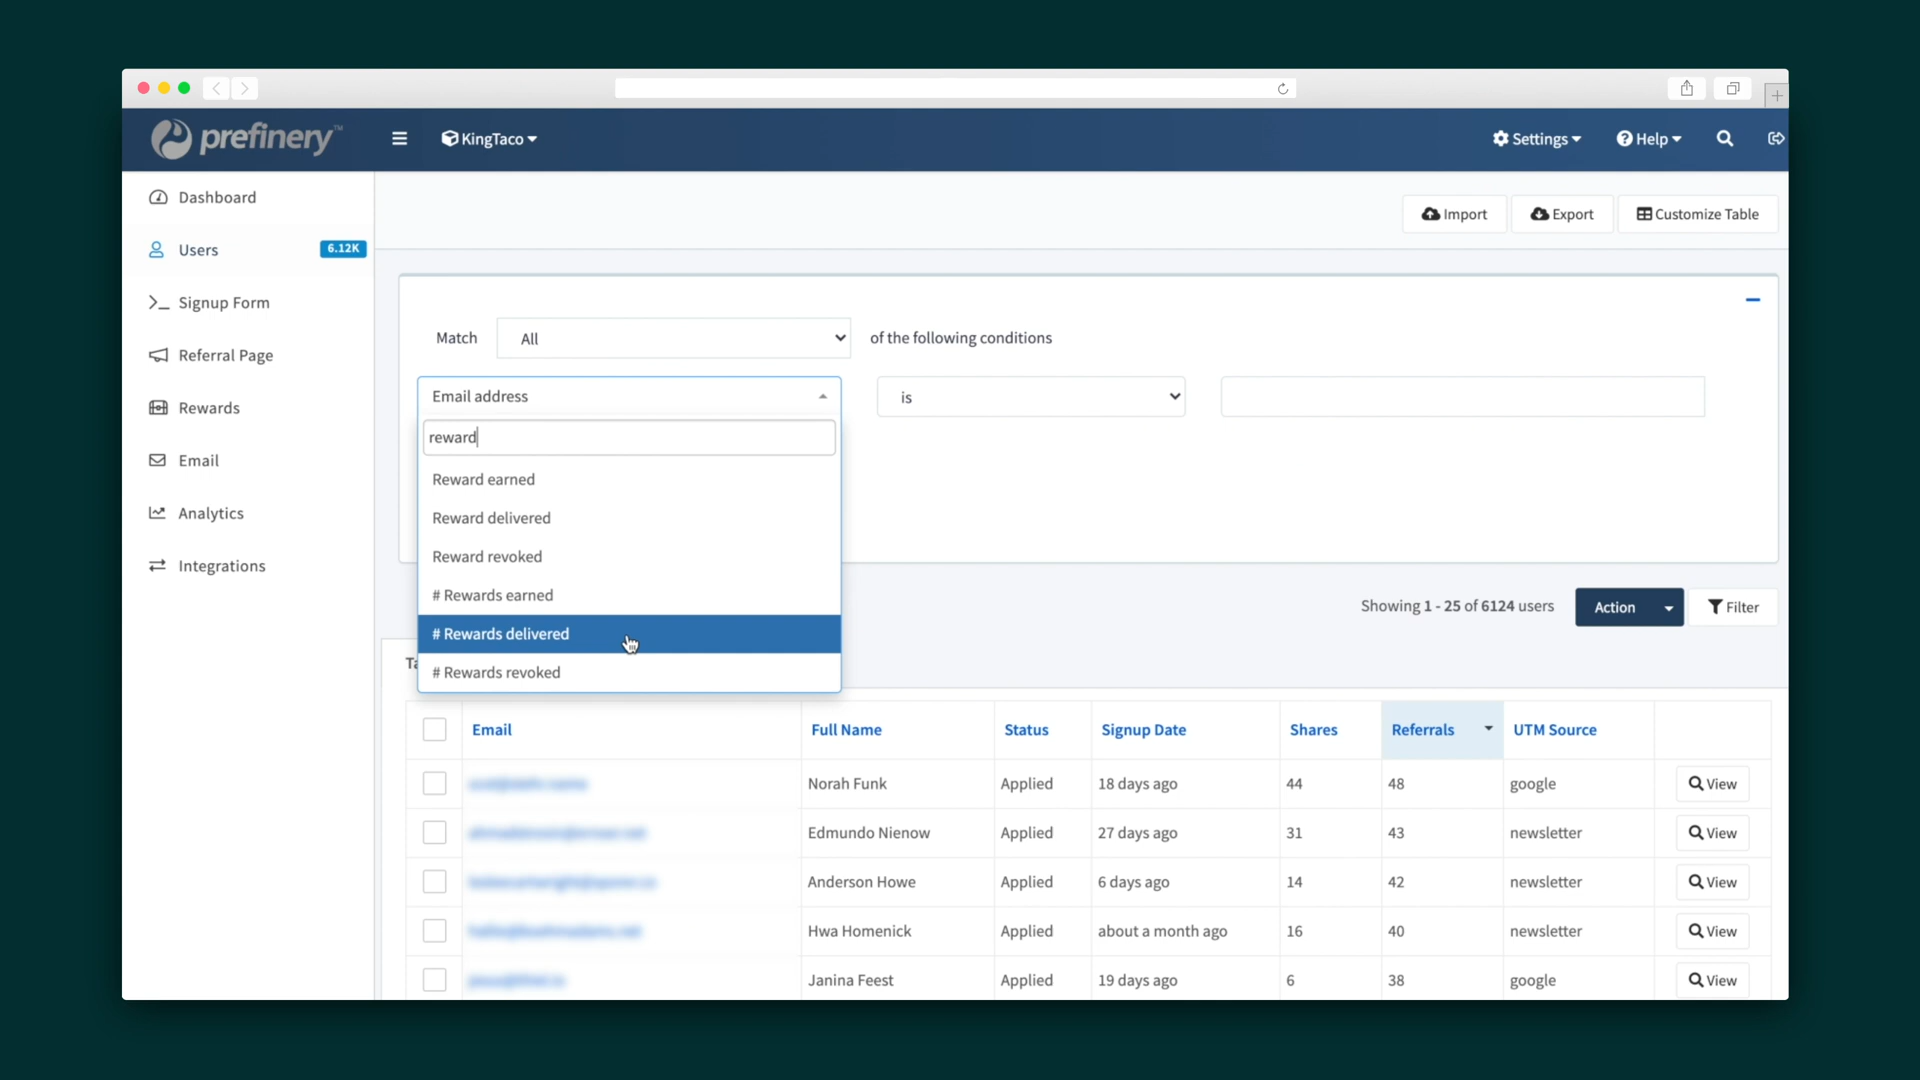 prefinery™
KingTaco
Settings
Help
Dashboard
Users
6.12K
Signup Form
Referral Page
Rewards
Email
Analytics
Integrations
Import
Export
Customize Table
Match
All
of the following conditions
Email address
is
reward
Reward earned
Reward delivered
Reward revoked
# Rewards earned
# Rewards delivered
# Rewards revoked
Showing 1 - 25 of 6124 users
Action
Filter
Email Full Name Status Signup Date Shares Referrals UTM Source
Norah Funk Applied 18 days ago 44 48 google View
Edmundo Nienow Applied 27 days ago 31 43 newsletter View
Anderson Howe Applied 6 days ago 14 42 newsletter View
Hwa Homenick Applied about a month ago 16 40 newsletter View
Janina Feest Applied 19 days ago 6 38 google View